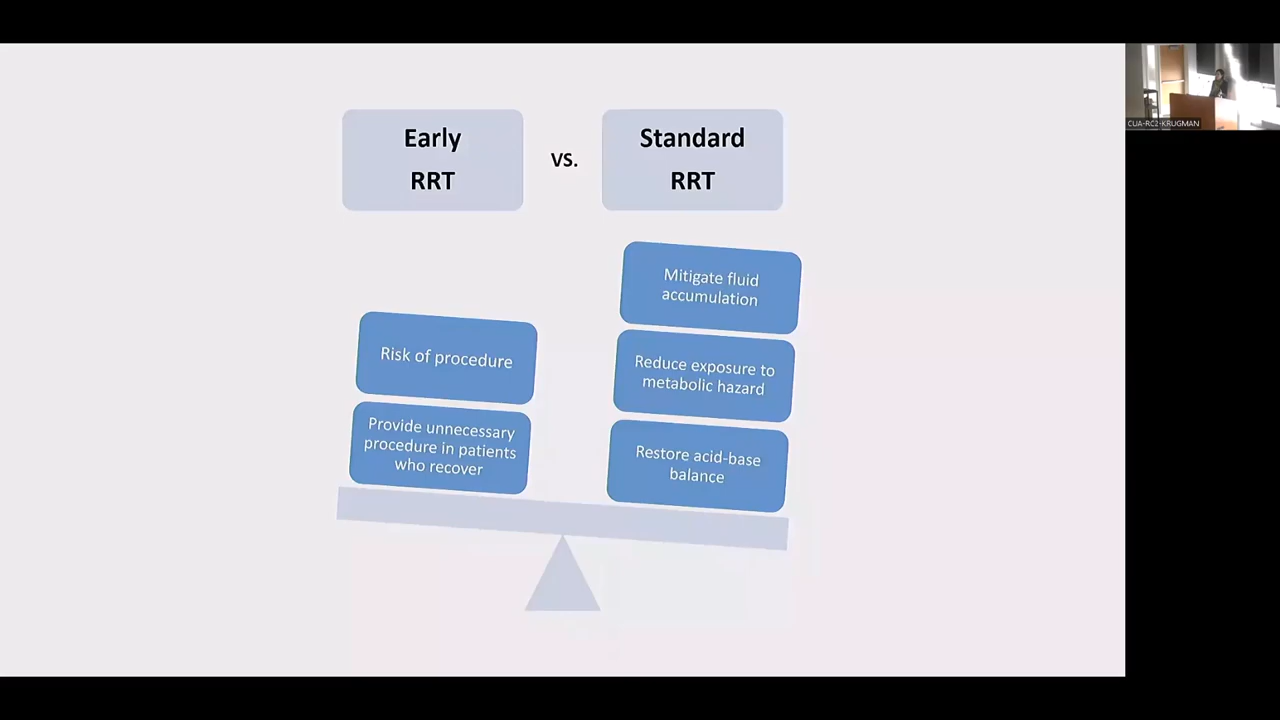 Early
RRT
vs.
Standard
RRT
Mitigate fluid
accumulation
Risk of procedure
Reduce exposure to
metabolic hazard
Provide unnecessary
procedure in patients
who recover
Restore acid-base
balance
CUA-RC2-KRUGMAN